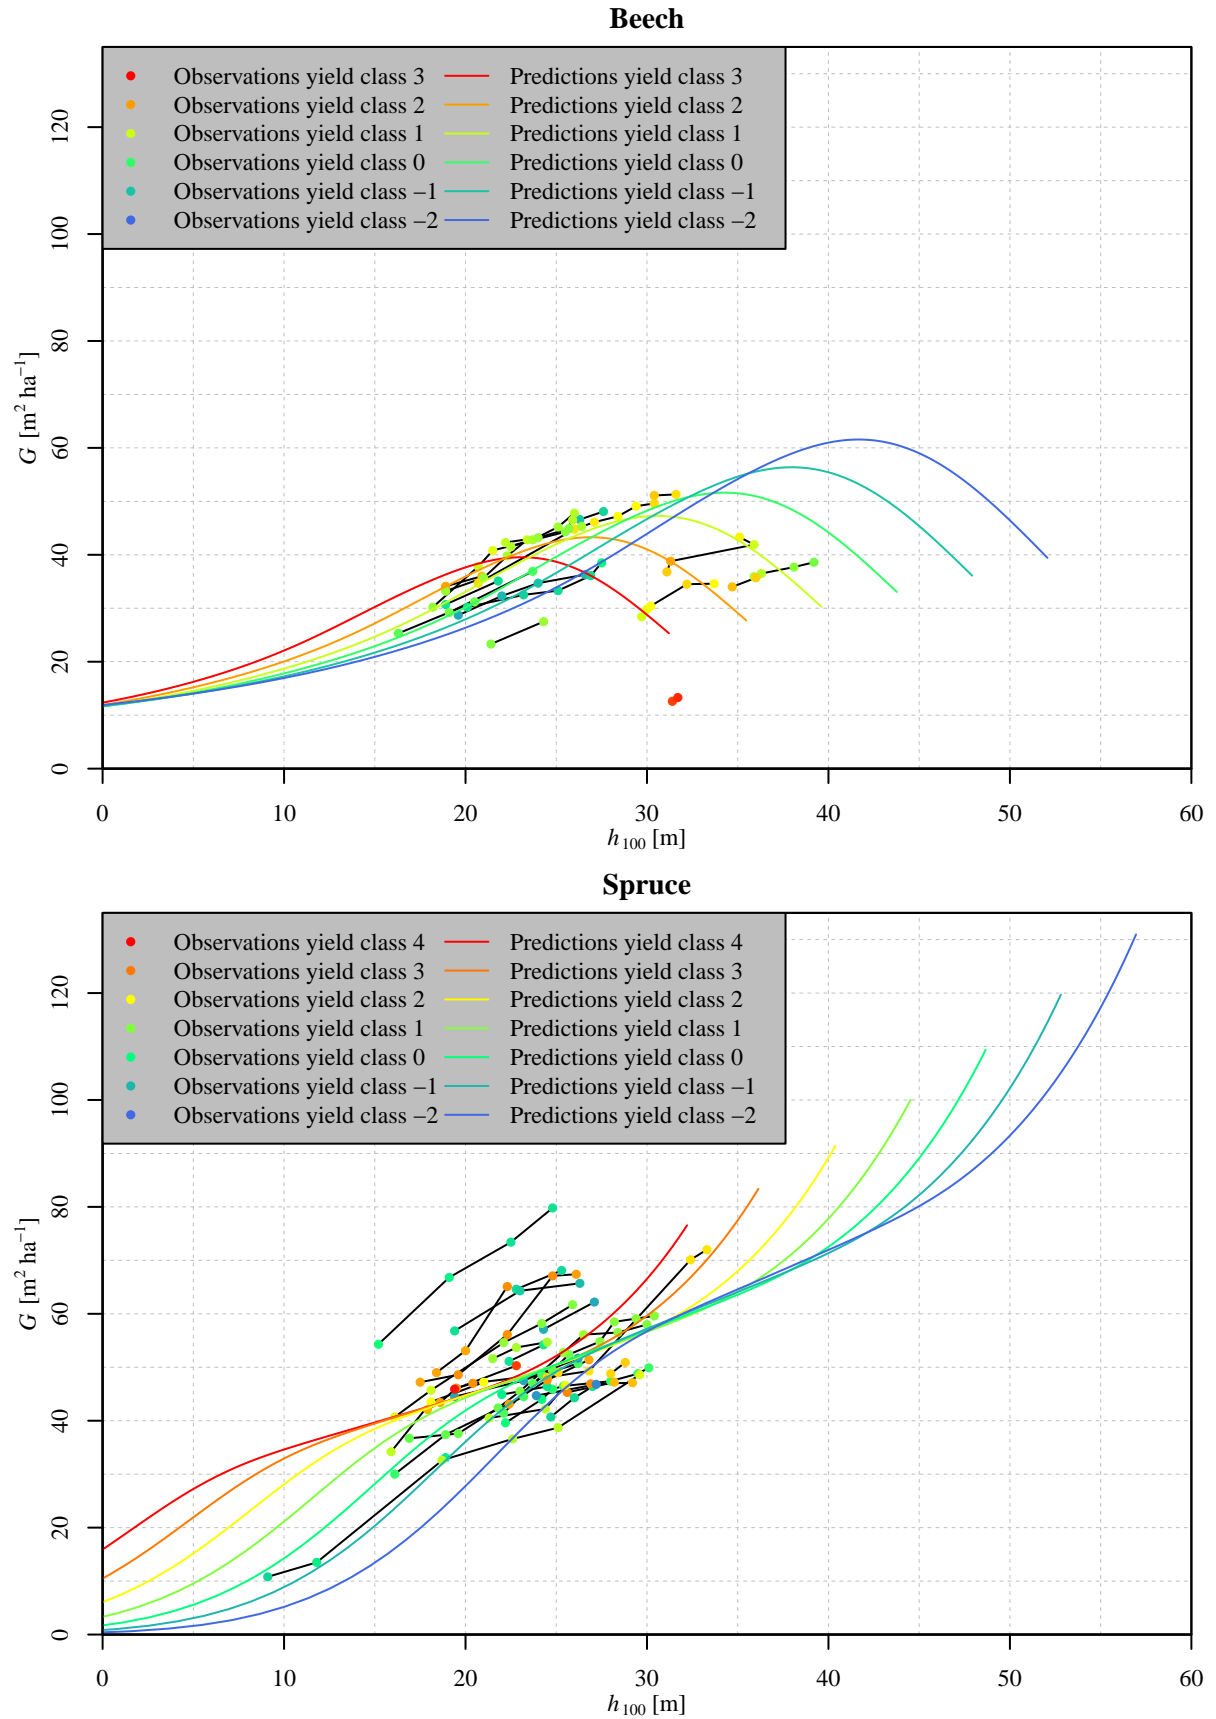 Beech
Observations yield class 3 Predictions yield class 3
Observations yield class 2 Predictions yield class 2
Observations yield class 1 Predictions yield class 1
Observations yield class 0 Predictions yield class 0
Observations yield class −1 Predictions yield class −1
Observations yield class −2 Predictions yield class −2
120
100
80
60
40
20
0
G [m² ha⁻¹]
0 10 20 30 40 50 60
h₁₀₀ [m]
Spruce
Observations yield class 4 Predictions yield class 4
Observations yield class 3 Predictions yield class 3
Observations yield class 2 Predictions yield class 2
Observations yield class 1 Predictions yield class 1
Observations yield class 0 Predictions yield class 0
Observations yield class −1 Predictions yield class −1
Observations yield class −2 Predictions yield class −2
120
100
80
60
40
20
0
G [m² ha⁻¹]
0 10 20 30 40 50 60
h₁₀₀ [m]